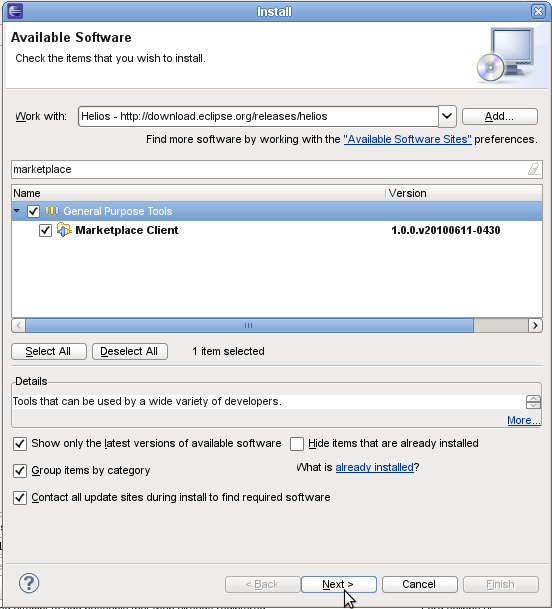 Install
Available Software
Check the items that you wish to install.
Work with: Helios - http://download.eclipse.org/releases/helios Add...
Find more software by working with the "Available Software Sites" preferences.
marketplace
Name Version
General Purpose Tools
Marketplace Client 1.0.0.v20100611-0430
Select All Deselect All 1 item selected
Details
Tools that can be used by a wide variety of developers.
More...
Show only the latest versions of available software Hide items that are already installed
Group items by category What is already installed?
Contact all update sites during install to find required software
? < Back Next > Cancel Finish